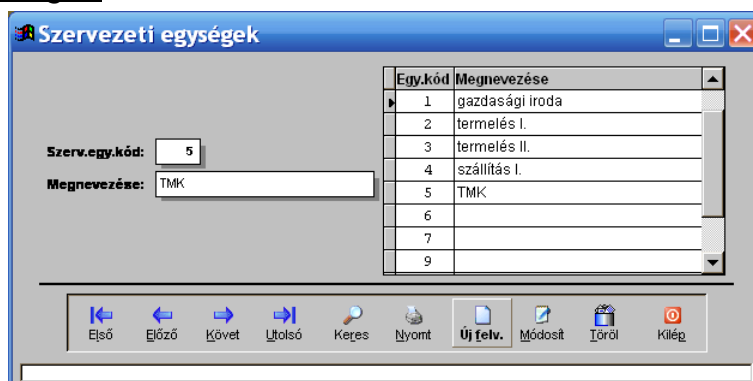 Szervezeti egységek
Egy.kód Megnevezése
1 gazdasági iroda
2 termelés I.
3 termelés II.
4 szállítás I.
5 TMK
6
7
9
Szerv.egy.kód: 5
Megnevezése: TMK
Első Előző Követ Utolsó Keres Nyomt Új felv. Módosít Töröl Kilép